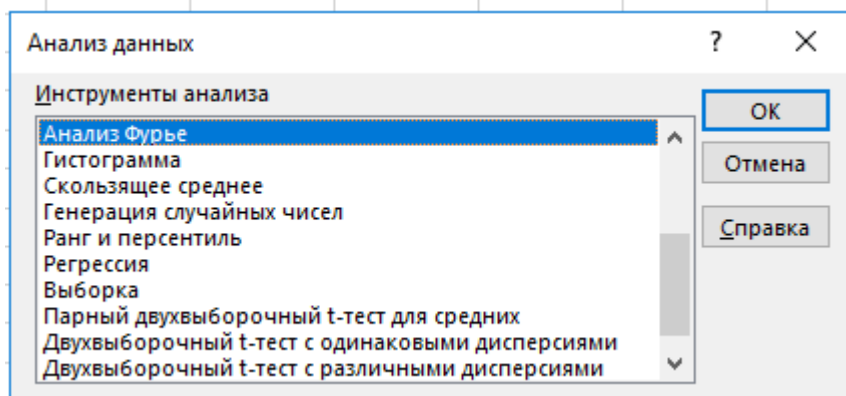 Анализ данных
?
Инструменты анализа
Анализ Фурье
Гистограмма
Скользящее среднее
Генерация случайных чисел
Ранг и персентиль
Регрессия
Выборка
Парный двухвыборочный t-тест для средних
Двухвыборочный t-тест с одинаковыми дисперсиями
Двухвыборочный t-тест с различными дисперсиями
ОК
Отмена
Справка